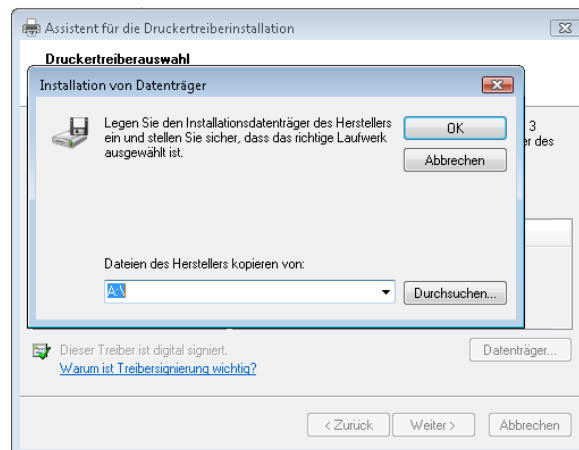 Assistent für die Druckertreiberinstallation
Druckertreiberauswahl
Installation von Datenträger
Legen Sie den Installationsdatenträger des Herstellers
ein und stellen Sie sicher, dass das richtige Laufwerk
ausgewählt ist.
OK
Abbrechen
3
er des
Dateien des Herstellers kopieren von:
A:\
Durchsuchen...
Dieser Treiber ist digital signiert.
Datenträger...
Warum ist Treibersignierung wichtig?
< Zurück
Weiter >
Abbrechen